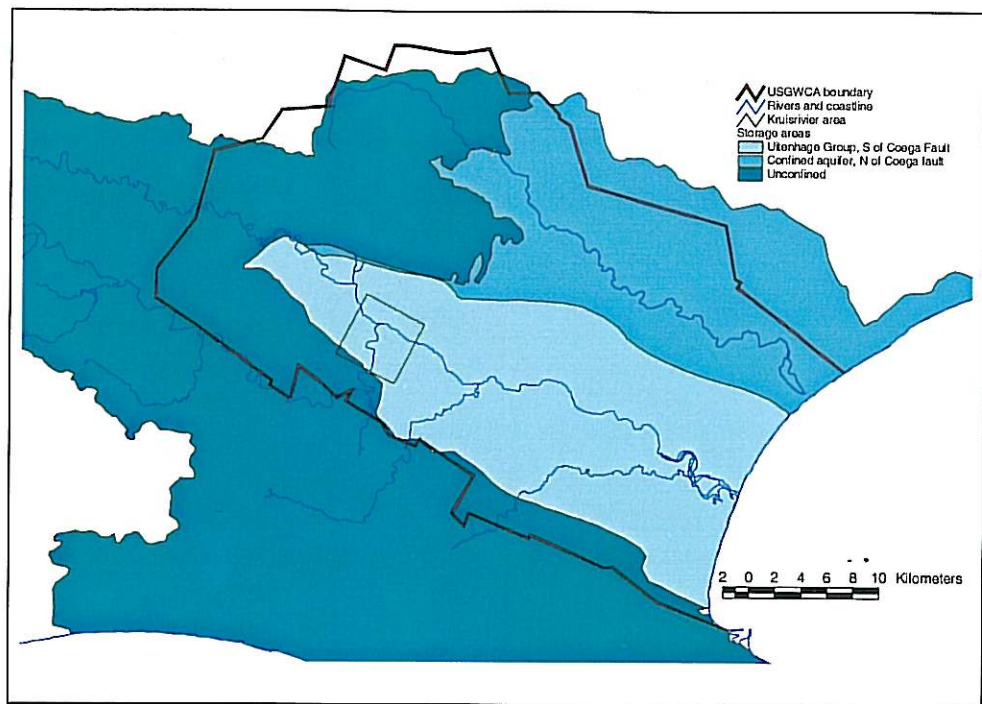 USGWCA boundary
Rivers and coastline
Kruisrivier area
Storage areas
Uitenhage Group, S of Coega Fault
Confined aquifer, N of Coega fault
Unconfined
2 0 2 4 6 8 10 Kilometers